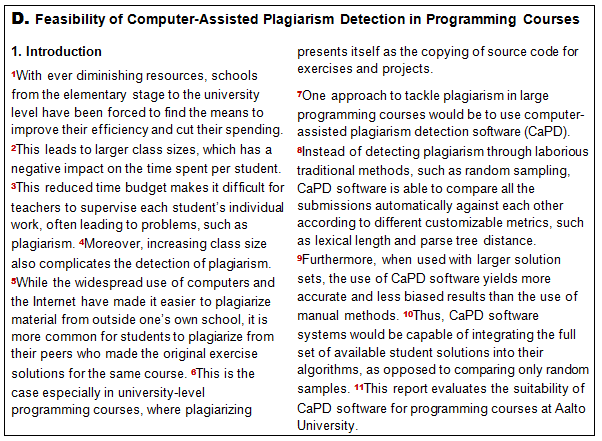 D. Feasibility of Computer-Assisted Plagiarism Detection in Programming Courses
1. Introduction
1With ever diminishing resources, schools
from the elementary stage to the university
level have been forced to find the means to
improve their efficiency and cut their spending.
2This leads to larger class sizes, which has a
negative impact on the time spent per student.
3This reduced time budget makes it difficult for
teachers to supervise each student's individual
work, often leading to problems, such as
plagiarism. 4Moreover, increasing class size
also complicates the detection of plagiarism.
5While the widespread use of computers and
the Internet have made it easier to plagiarize
material from outside one's own school, it is
more common for students to plagiarize from
their peers who made the original exercise
solutions for the same course. 6This is the
case especially in university-level
programming courses, where plagiarizing
presents itself as the copying of source code for
exercises and projects.
7One approach to tackle plagiarism in large
programming courses would be to use computer-
assisted plagiarism detection software (CaPD).
8Instead of detecting plagiarism through laborious
traditional methods, such as random sampling,
CaPD software is able to compare all the
submissions automatically against each other
according to different customizable metrics, such
as lexical length and parse tree distance.
9Furthermore, when used with larger solution
sets, the use of CaPD software yields more
accurate and less biased results than the use of
manual methods. 10Thus, CaPD software
systems would be capable of integrating the full
set of available student solutions into their
algorithms, as opposed to comparing only random
samples. 11This report evaluates the suitability of
CaPD software for programming courses at Aalto
University.